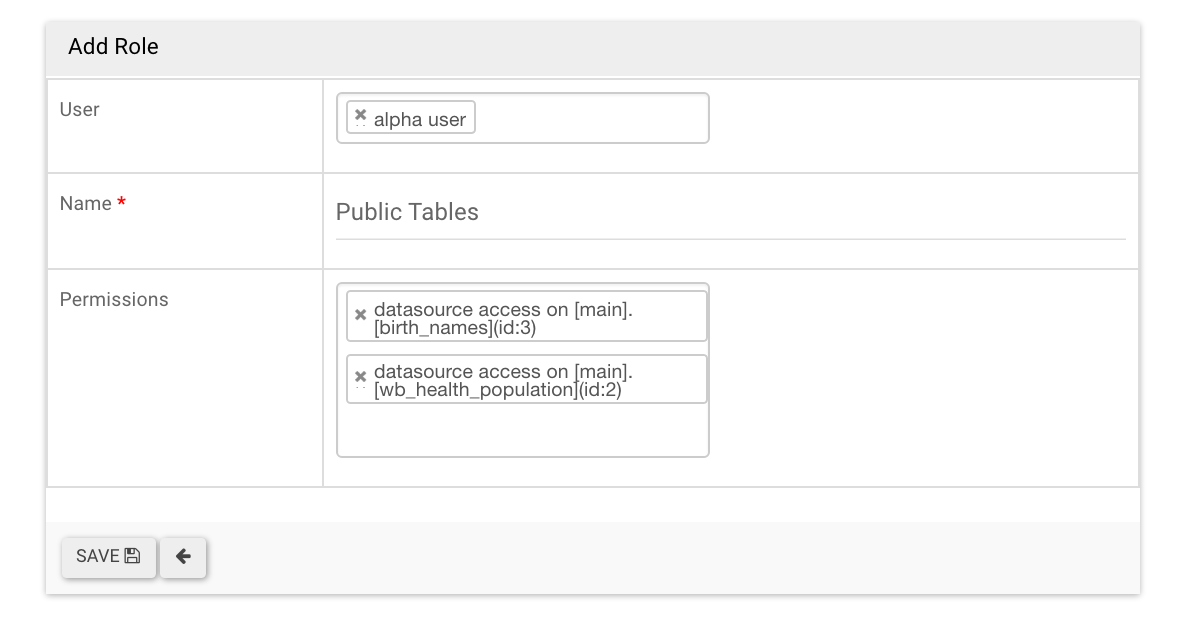 Add Role
User
alpha user
Name *
Public Tables
Permissions
datasource access on [main].
[birth_names](id:3)
datasource access on [main].
[wb_health_population](id:2)
SAVE